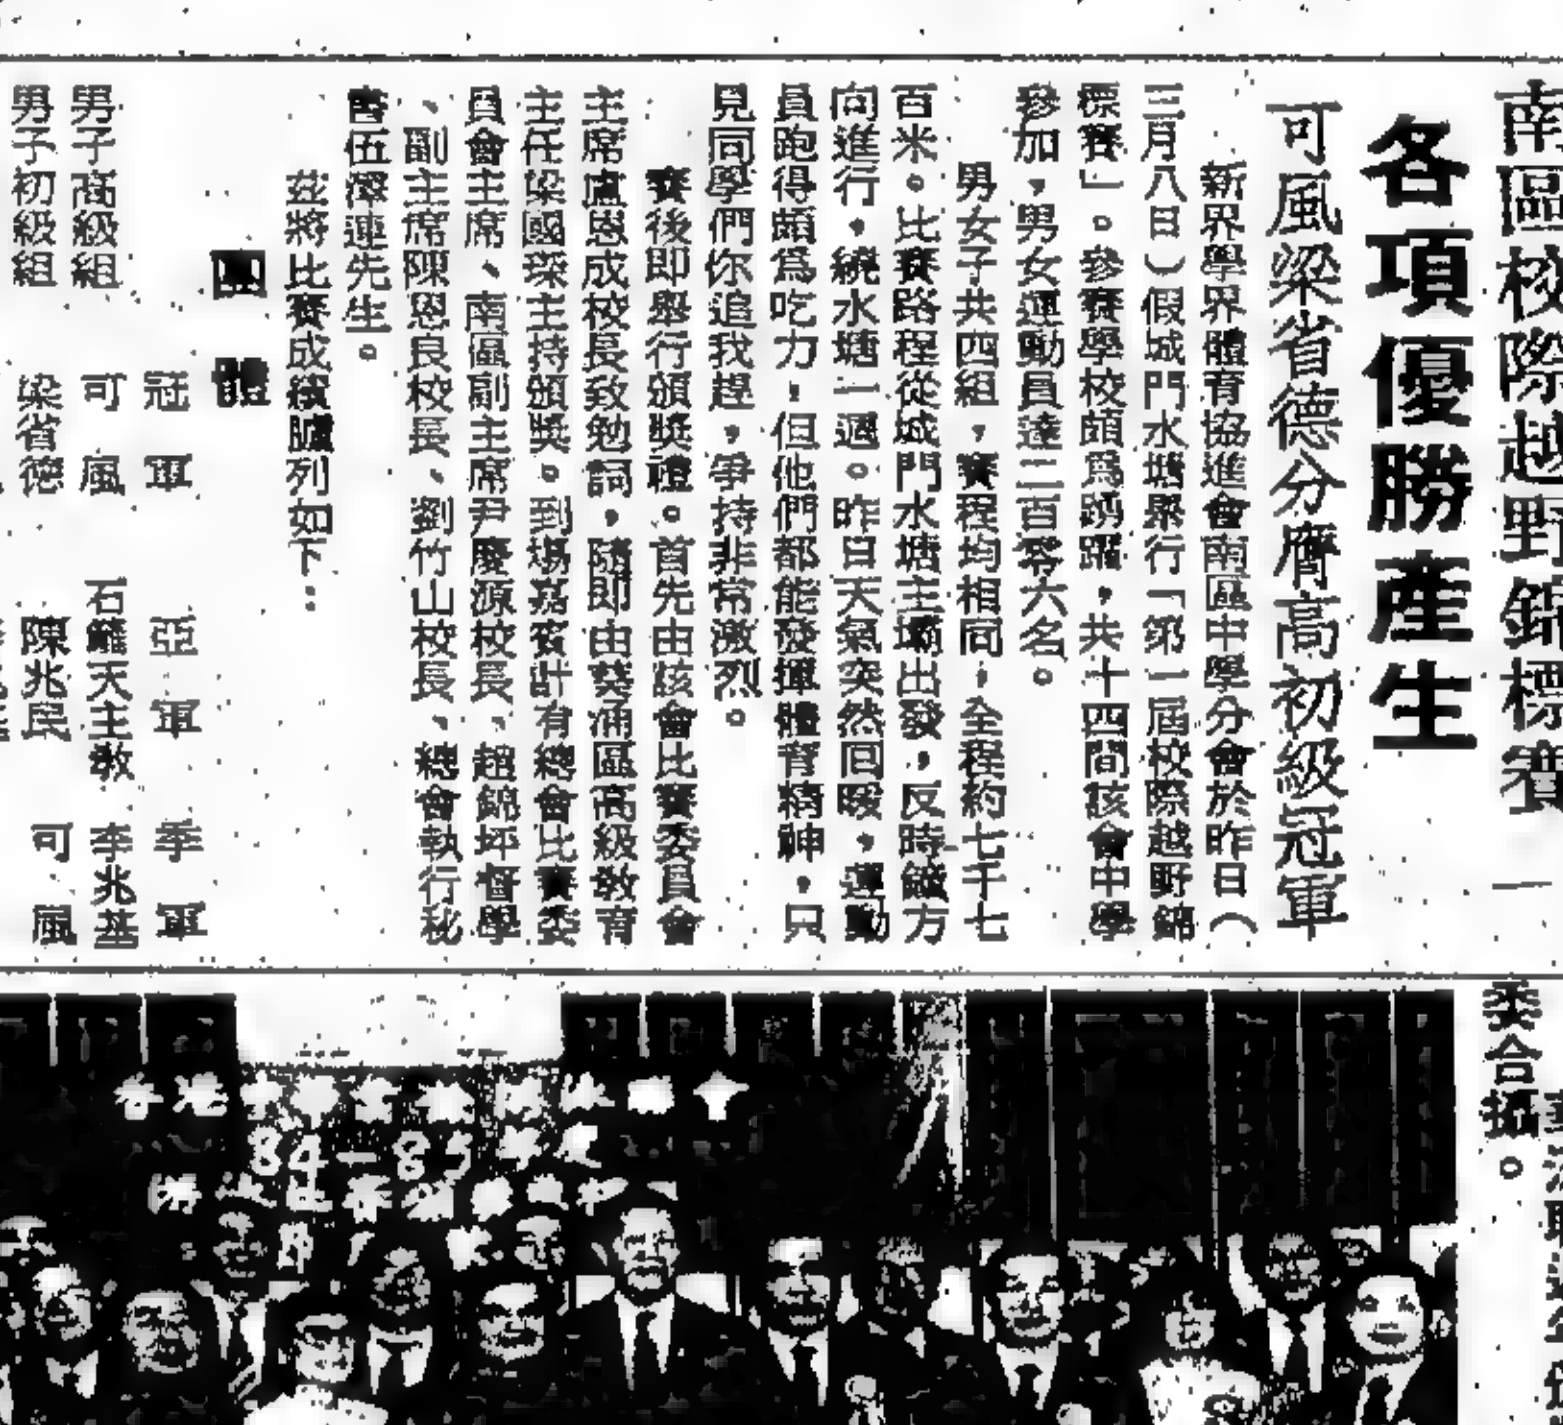 南區校際越野錦標賽
各項優勝產生
可風梁省德分膺高初級冠軍
新界學界體育協進會南區中學分會於昨日（
三月八日）假城門水塘舉行「第一屆校際越野錦
標賽」。參賽學校頗爲踴躍，共十四間該會中學
參加，男女運動員達二百零六名。
男女子共四組，賽程均相同，全程約七千七
百米。比賽路程從城門水塘主壩出發，反時鐘方
向進行，繞水塘一週。昨日天氣突然回暖，運動
員跑得頗爲吃力，但他們都能發揮體育精神，只
見同學們你追我趕，爭持非常激烈。
賽後即舉行頒獎禮。首先由該會比賽委員會
主席盧恩成校長致勉詞，隨即由葵涌區高級教育
主任梁國琛主持頒獎。到場嘉賓計有總會比賽委
員會主席、南區副主席尹慶源校長、趙錦坪督學
、副主席陳恩良校長、劉竹山校長、總會執行秘
書伍澤連先生。
茲將比賽成績臚列如下：
團體
冠軍 亞軍 季軍
男子高級組 可風 石籬天主教 李兆基
男子初級組 梁省德 陳兆民 可風
委合攝。
84-85